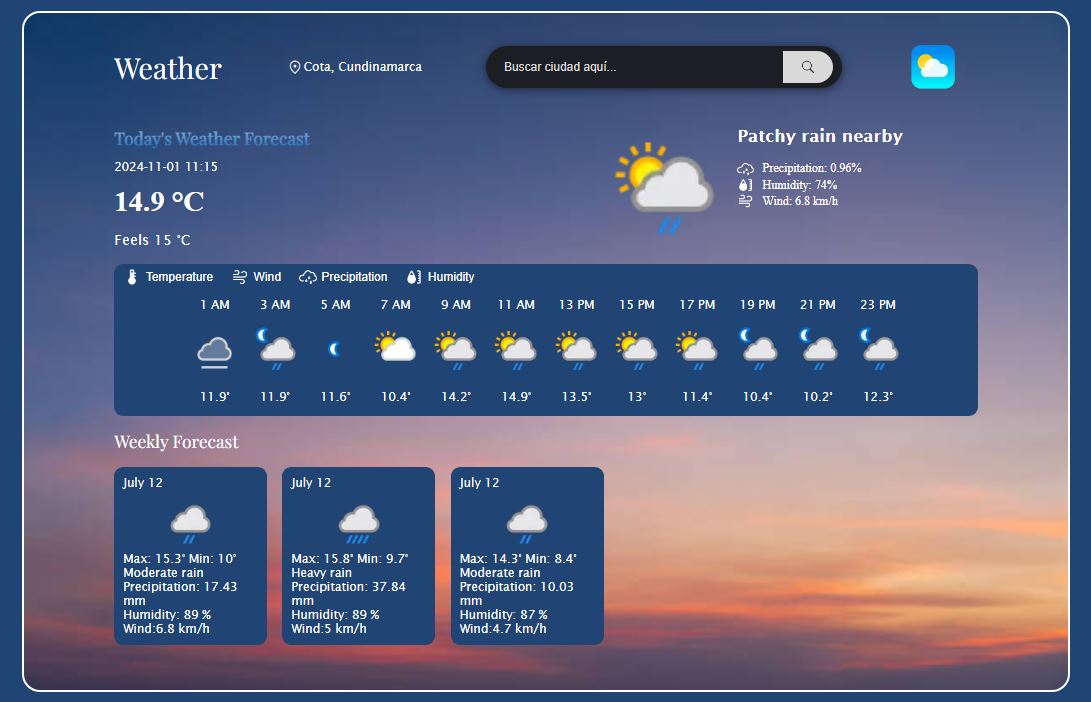 Weather
Cota, Cundinamarca
Buscar ciudad aquí...
Today's Weather Forecast
2024-11-01 11:15
14.9 °C
Feels 15 °C
Patchy rain nearby
Precipitation: 0.96%
Humidity: 74%
Wind: 6.8 km/h
Temperature Wind Precipitation Humidity
1 AM 3 AM 5 AM 7 AM 9 AM 11 AM 13 PM 15 PM 17 PM 19 PM 21 PM 23 PM
11.9° 11.9° 11.6° 10.4° 14.2° 14.9° 13.5° 13° 11.4° 10.4° 10.2° 12.3°
Weekly Forecast
July 12
Max: 15.3° Min: 10°
Moderate rain
Precipitation: 17.43
mm
Humidity: 89 %
Wind:6.8 km/h
July 12
Max: 15.8° Min: 9.7°
Heavy rain
Precipitation: 37.84
mm
Humidity: 89 %
Wind:5 km/h
July 12
Max: 14.3° Min: 8.4°
Moderate rain
Precipitation: 10.03
mm
Humidity: 87 %
Wind:4.7 km/h